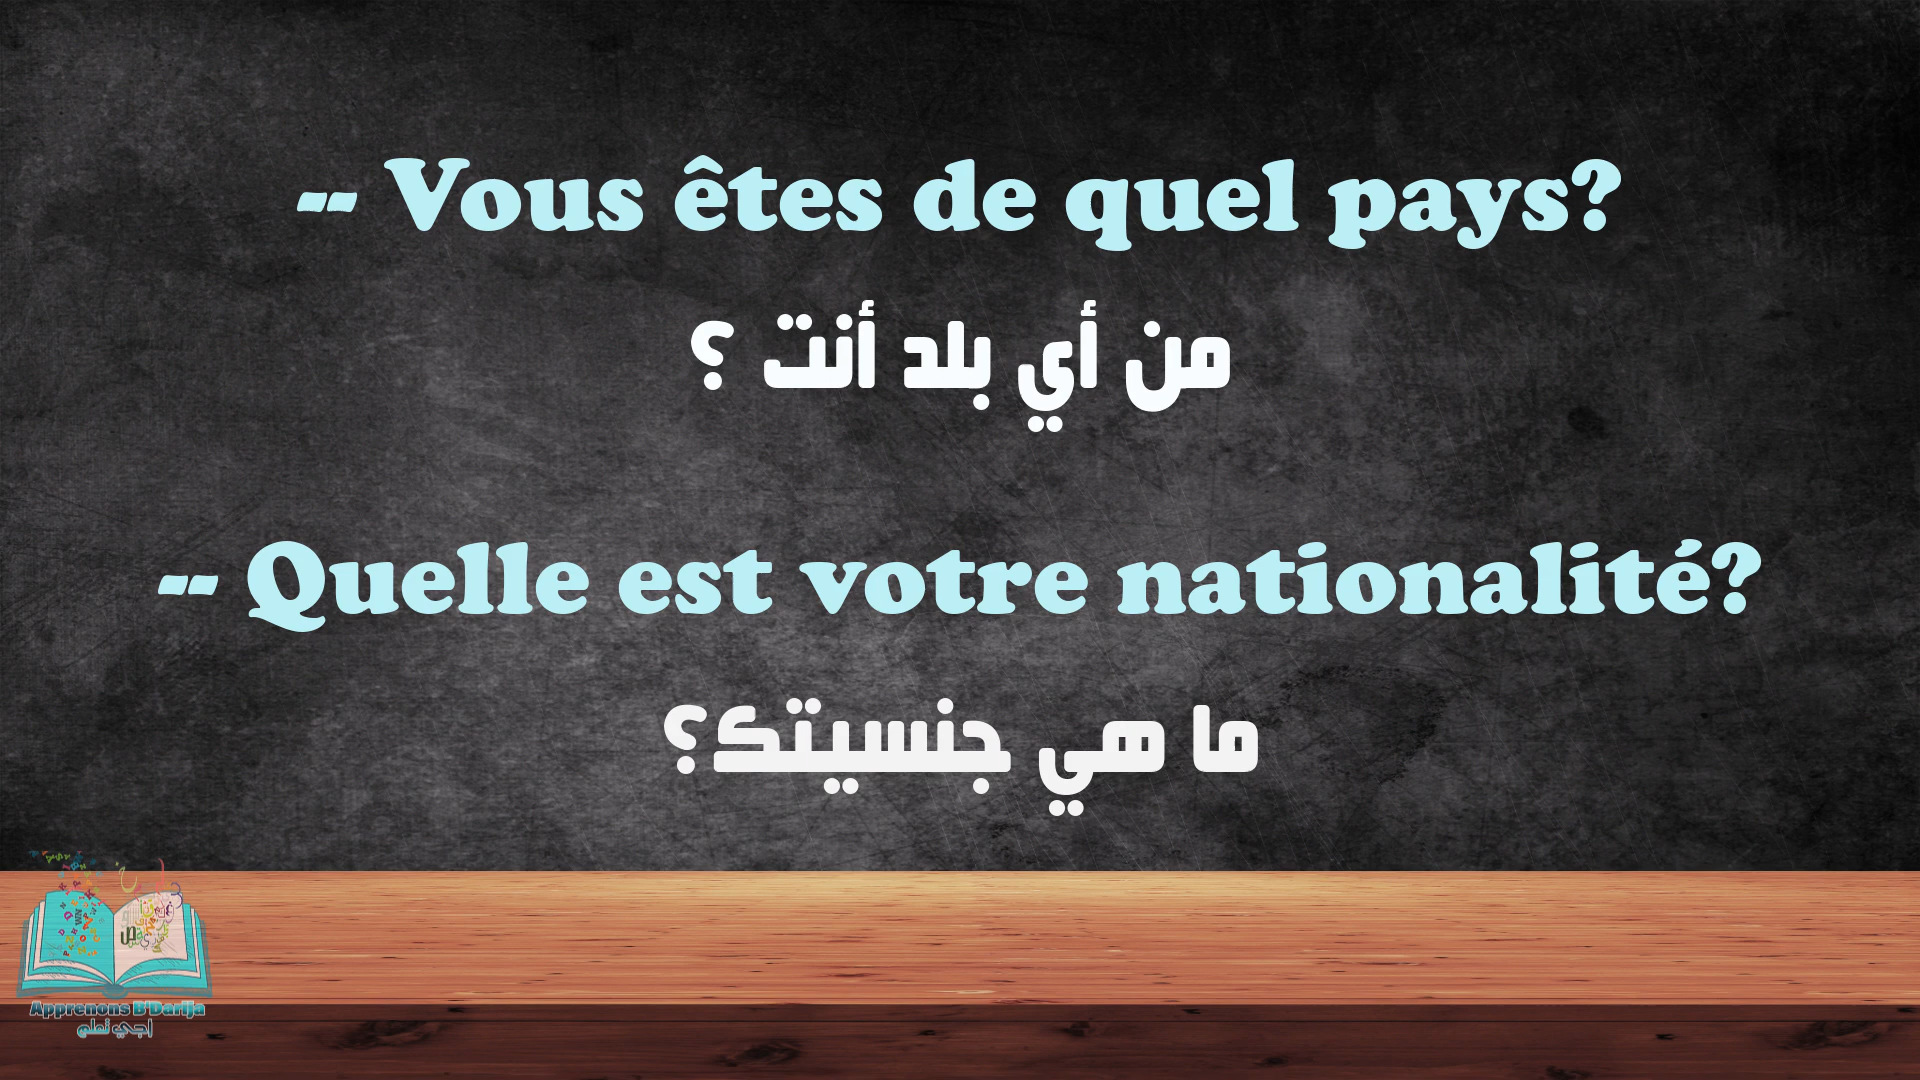 -- Vous êtes de quel pays?
من أي بلد أنت ؟
-- Quelle est votre nationalité?
ما هي جنسيتك؟
Apprenons B'Darija